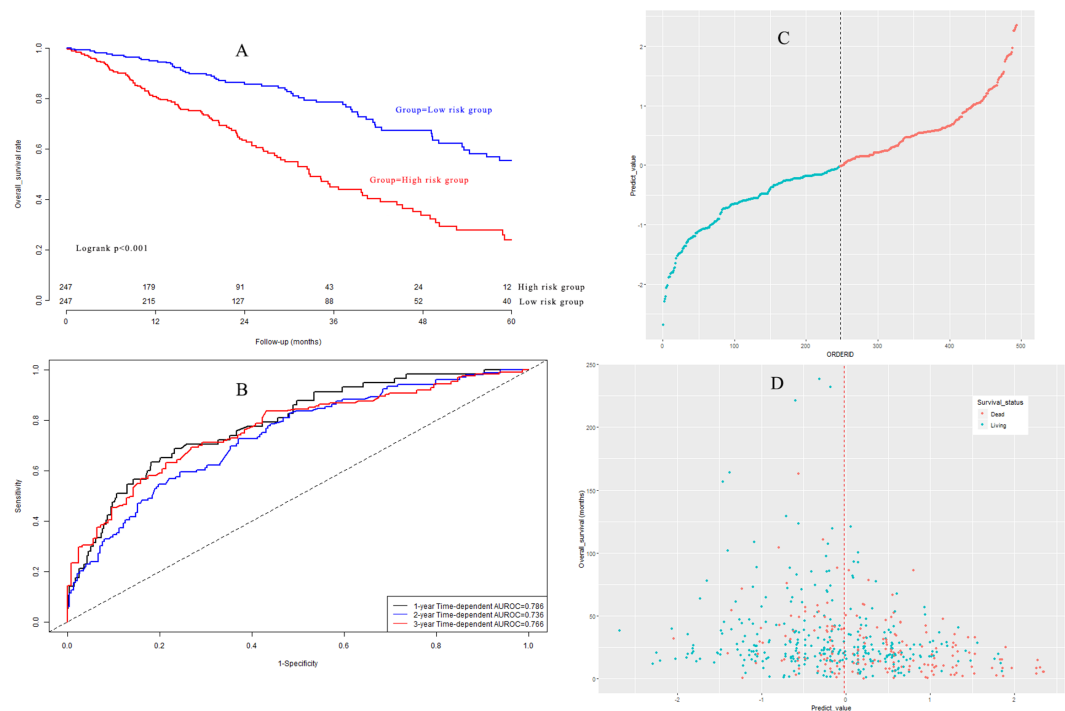 A
1.0
0.8
0.6
0.4
0.2
0.0
Overall_survival rate
Group=Low risk group
Group=High risk group
Logrank p<0.001
247 179 91 43 24 12 High risk group
247 215 127 88 52 40 Low risk group
0 12 24 36 48 60
Follow-up (months)
B
1.0
0.8
0.6
0.4
0.2
0.0
Sensitivity
1-year Time-dependent AUROC=0.786
2-year Time-dependent AUROC=0.736
3-year Time-dependent AUROC=0.766
0.0 0.2 0.4 0.6 0.8 1.0
1-Specificity
C
2
1
0
-1
-2
Predict_value
0 100 200 300 400 500
ORDERID
D
250
200
150
100
50
0
Overall_survival (months)
Survival_status
Dead
Living
-2 -1 0 1 2
Predict_value